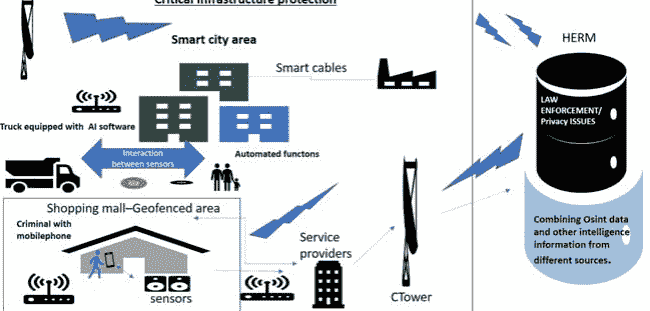 Critical infrastructure protection
Smart city area
HERM
Smart cables
LAW
ENFORCEMENT/
Privacy ISSUES
Truck equipped with AI software
Interaction
between sensors
Automated functons
Shopping mall–Geofenced area
Criminal with
mobilephone
Service
providers
sensors
CTower
Combining Osint data
and other intelligence
information from
different sources.